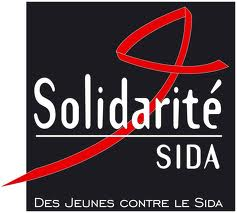 Solidarité
SIDA
DES JEUNES CONTRE LE SIDA